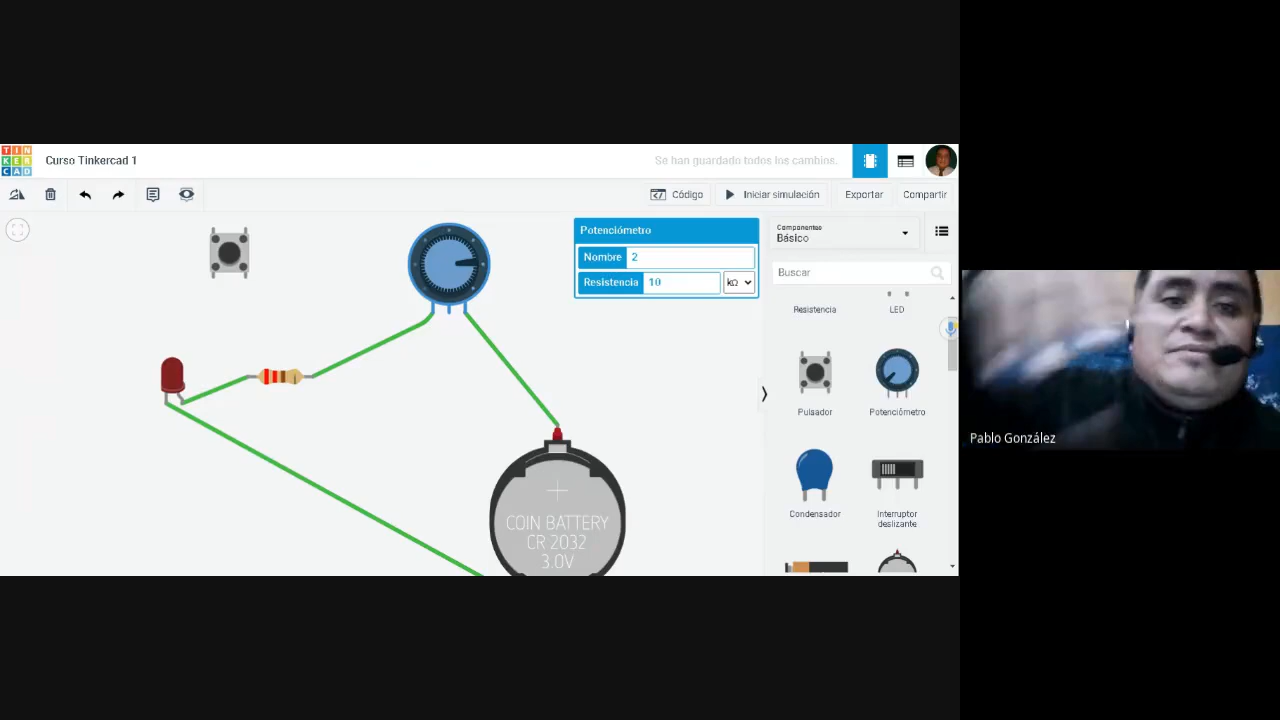 TIN
KER
CAD
Curso Tinkercad 1
Se han guardado todos los cambios.
Código
Iniciar simulación
Exportar
Compartir
Potenciómetro
Nombre 2
Resistencia 10 kΩ
Componentes
Básico
Buscar
Resistencia
LED
Pulsador
Potenciómetro
Condensador
Interruptor
deslizante
COIN BATTERY
CR 2032
3.0V
Pablo González